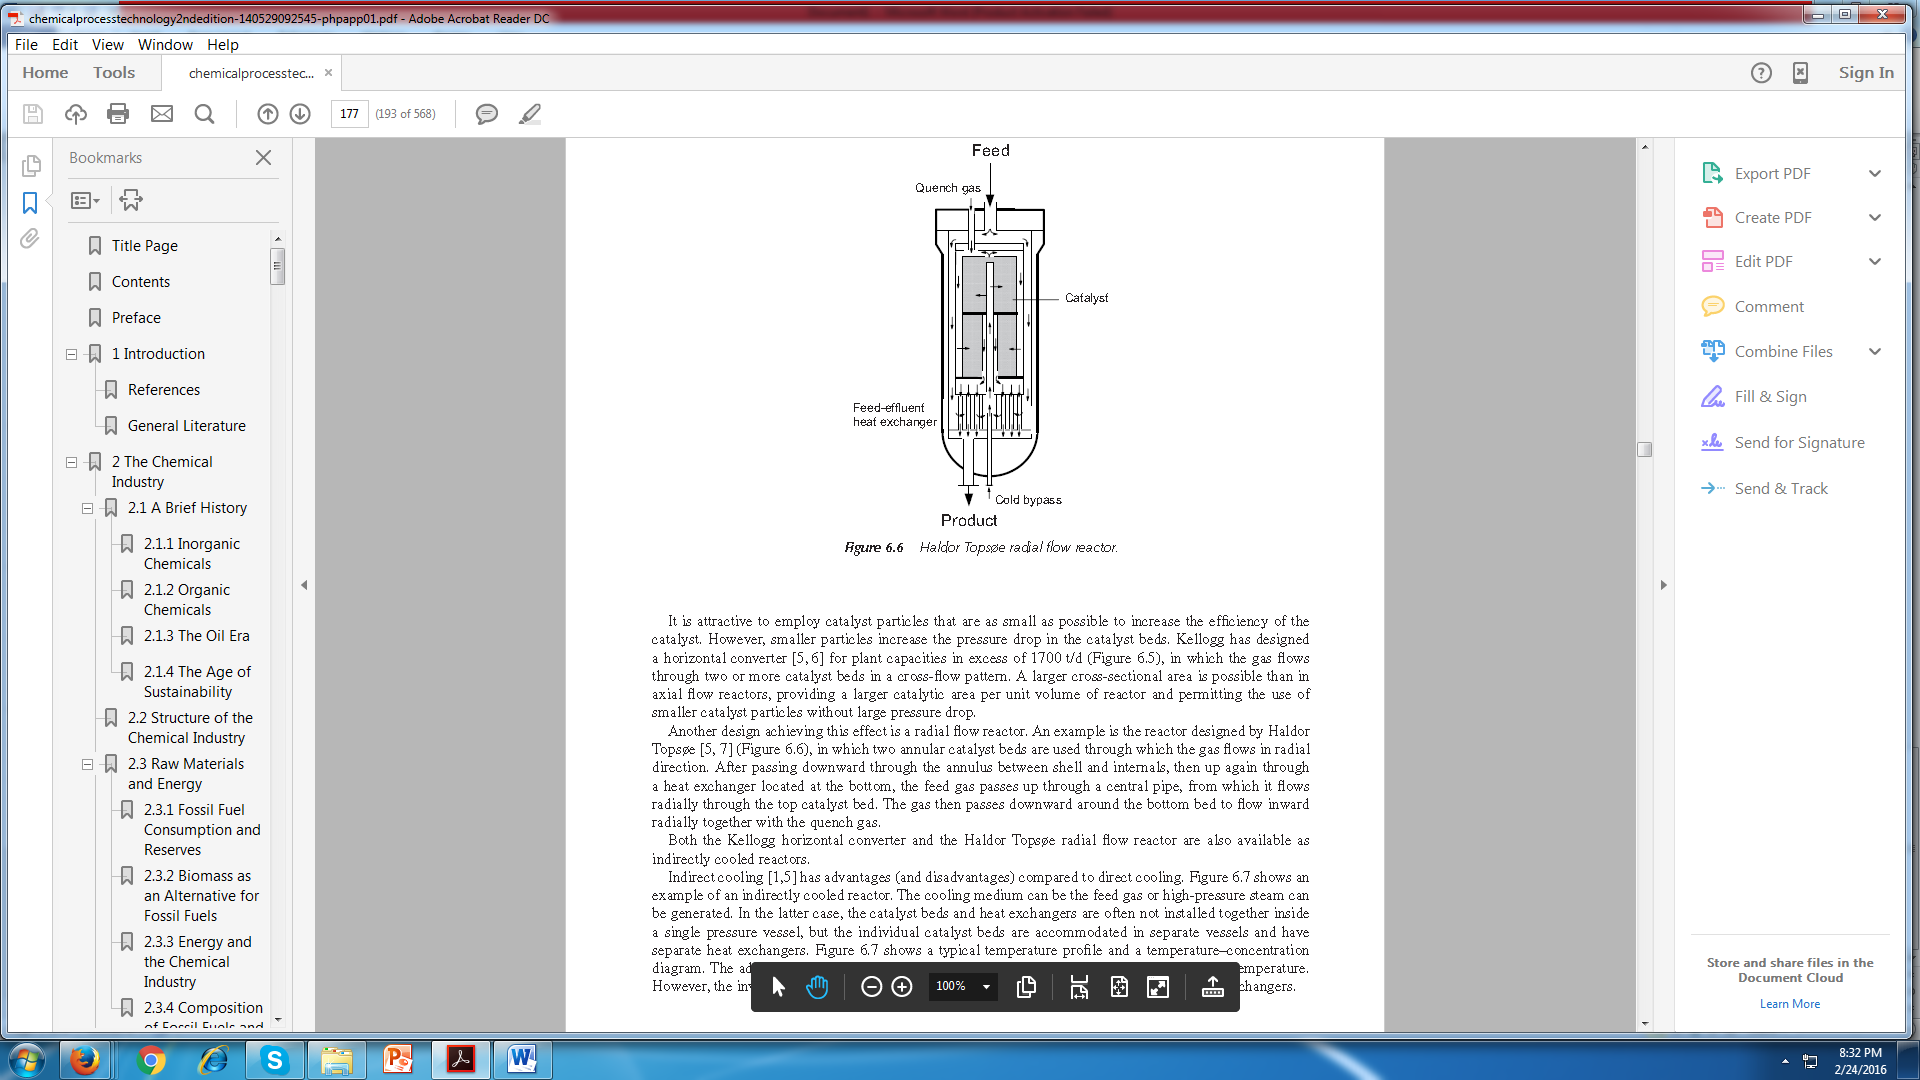 chemicalprocesstechnology2ndedition-140529092545-phpapp01.pdf - Adobe Acrobat Reader DC
File Edit View Window Help
Home Tools chemicalprocesstec... Sign In
177 (193 of 568)
Bookmarks
Title Page
Contents
Preface
1 Introduction
References
General Literature
2 The Chemical
Industry
2.1 A Brief History
2.1.1 Inorganic
Chemicals
2.1.2 Organic
Chemicals
2.1.3 The Oil Era
2.1.4 The Age of
Sustainability
2.2 Structure of the
Chemical Industry
2.3 Raw Materials
and Energy
2.3.1 Fossil Fuel
Consumption and
Reserves
2.3.2 Biomass as
an Alternative for
Fossil Fuels
2.3.3 Energy and
the Chemical
Industry
2.3.4 Composition
of Fossil Fuels and
Feed
Quench gas
Catalyst
Feed-effluent
heat exchanger
Cold bypass
Product
Figure 6.6 Haldor Topsøe radial flow reactor.
It is attractive to employ catalyst particles that are as small as possible to increase the efficiency of the
catalyst. However, smaller particles increase the pressure drop in the catalyst beds. Kellogg has designed
a horizontal converter [5, 6] for plant capacities in excess of 1700 t/d (Figure 6.5), in which the gas flows
through two or more catalyst beds in a cross-flow pattern. A larger cross-sectional area is possible than in
axial flow reactors, providing a larger catalytic area per unit volume of reactor and permitting the use of
smaller catalyst particles without large pressure drop.
Another design achieving this effect is a radial flow reactor. An example is the reactor designed by Haldor
Topsøe [5, 7] (Figure 6.6), in which two annular catalyst beds are used through which the gas flows in radial
direction. After passing downward through the annulus between shell and internals, then up again through
a heat exchanger located at the bottom, the feed gas passes up through a central pipe, from which it flows
radially through the top catalyst bed. The gas then passes downward around the bottom bed to flow inward
radially together with the quench gas.
Both the Kellogg horizontal converter and the Haldor Topsøe radial flow reactor are also available as
indirectly cooled reactors.
Indirect cooling [1,5] has advantages (and disadvantages) compared to direct cooling. Figure 6.7 shows an
example of an indirectly cooled reactor. The cooling medium can be the feed gas or high-pressure steam can
be generated. In the latter case, the catalyst beds and heat exchangers are often not installed together inside
a single pressure vessel, but the individual catalyst beds are accommodated in separate vessels and have
separate heat exchangers. Figure 6.7 shows a typical temperature profile and a temperature–concentration
diagram. The ad emperature.
However, the inv changers.
100%
Export PDF
Create PDF
Edit PDF
Comment
Combine Files
Fill & Sign
Send for Signature
Send & Track
Store and share files in the
Document Cloud
Learn More
8:32 PM
2/24/2016